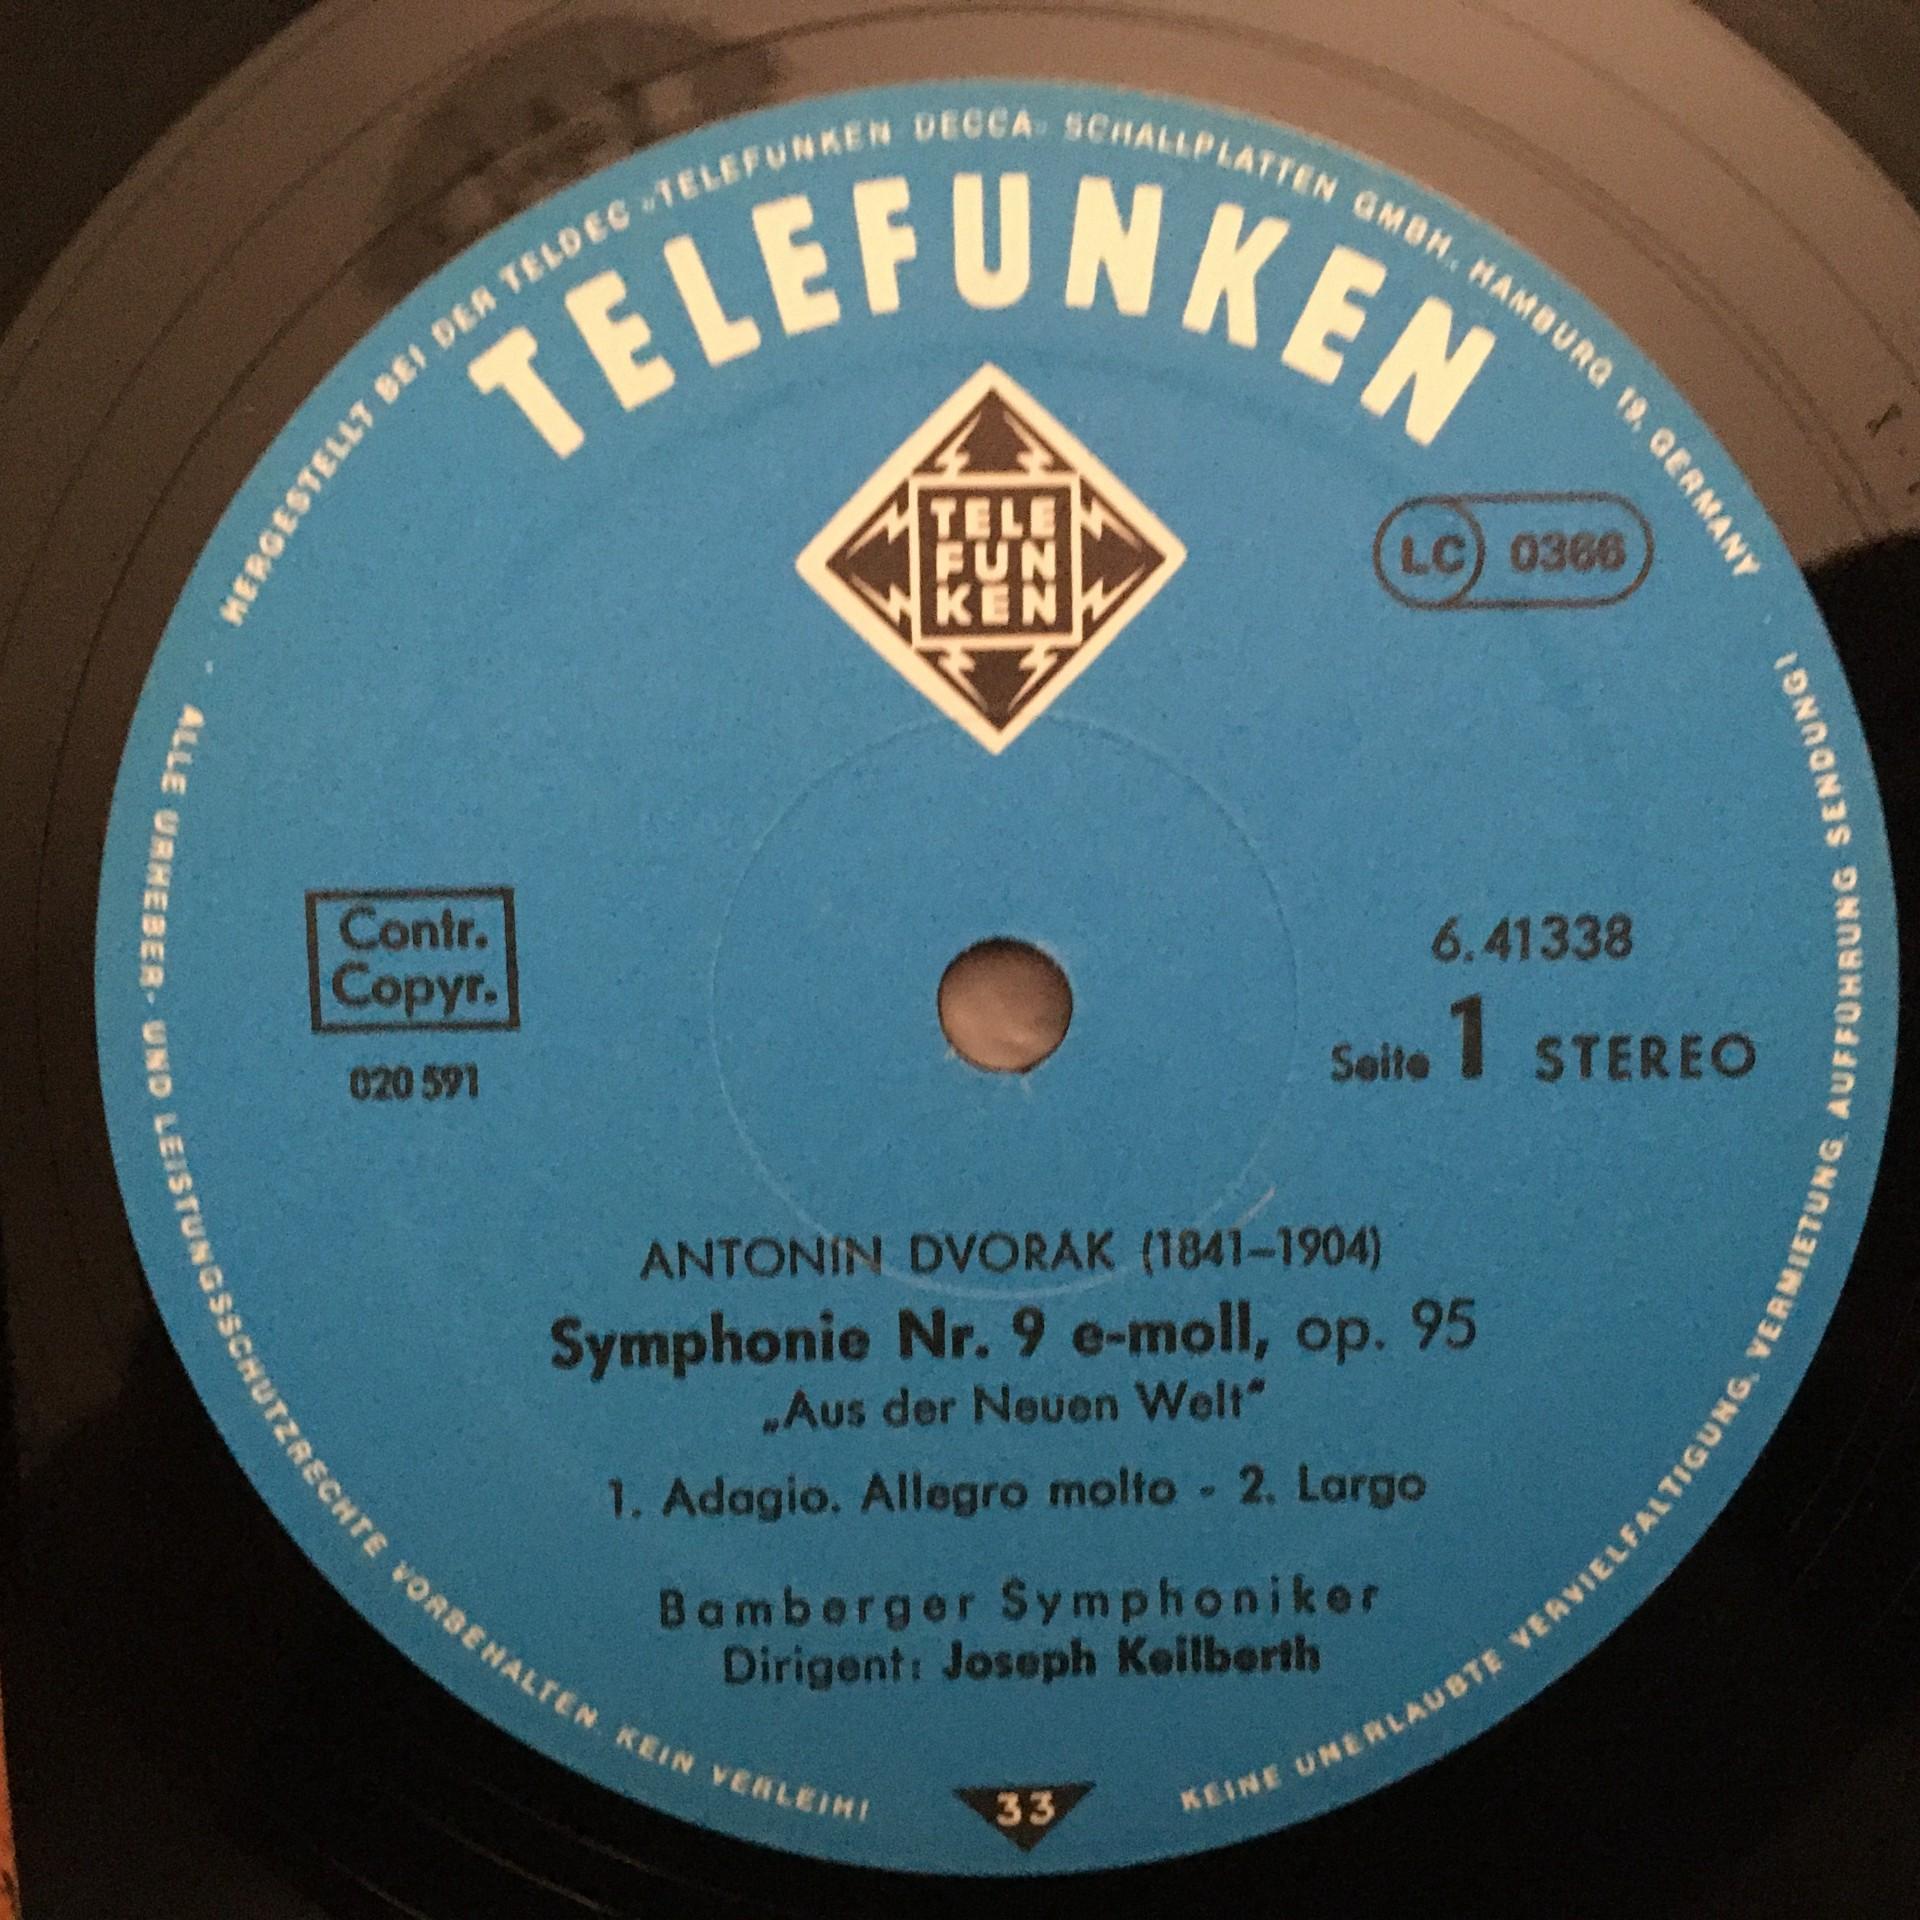 HERGESTELLT BEI DER TELDEC »TELEFUNKEN DECCA« SCHALLPLATTEN GMBH., HAMBURG 19, GERMANY
TELEFUNKEN
TELE
FUN
KEN
LC 0366
Contr.
Copyr.
020 591
6.41338
Seite 1 STEREO
ANTONIN DVORAK (1841–1904)
Symphonie Nr. 9 e-moll, op. 95
„Aus der Neuen Welt“
1. Adagio. Allegro molto - 2. Largo
Bamberger Symphoniker
Dirigent: Joseph Keilberth
33
ALLE URHEBER- UND LEISTUNGSSCHUTZRECHTE VORBEHALTEN. KEIN VERLEIH!
KEINE UNERLAUBTE VERVIELFALTIGUNG, VERMIETUNG, AUFFUHRUNG, SENDUNG!